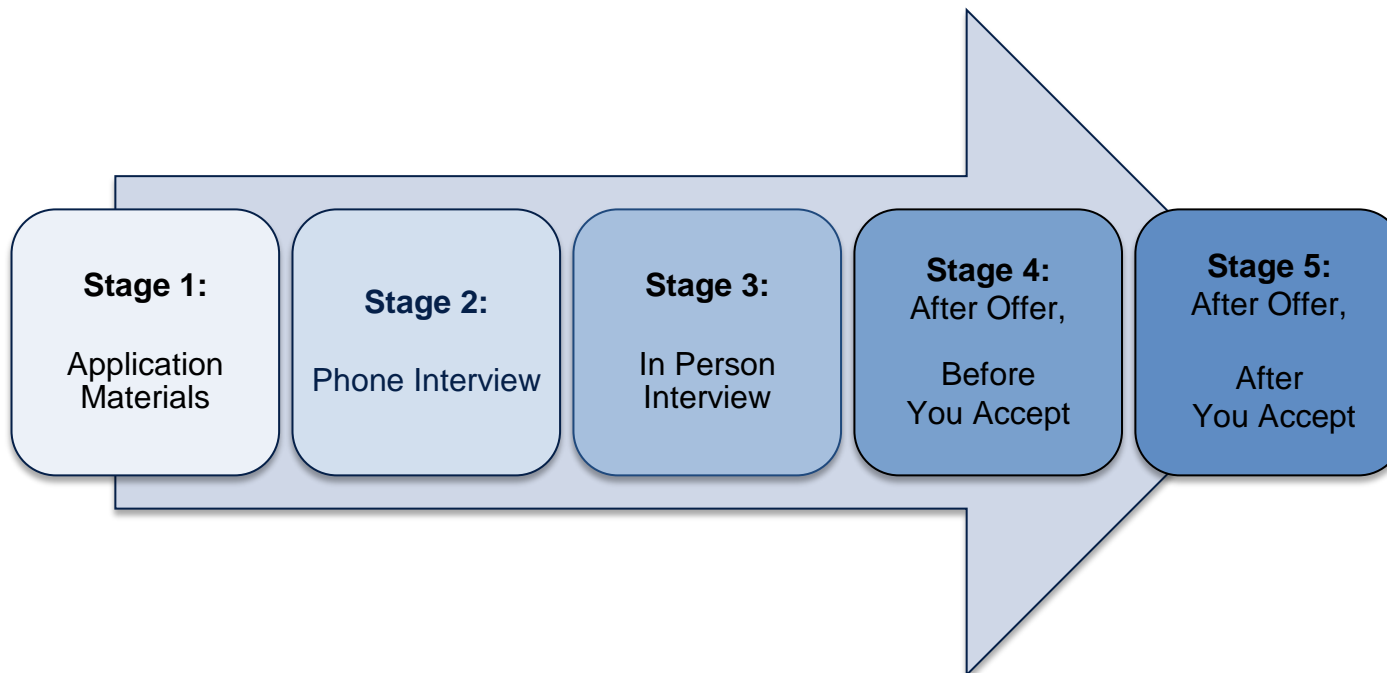 Stage 1:
Application
Materials
Stage 2:
Phone Interview
Stage 3:
In Person
Interview
Stage 4:
After Offer,
Before
You Accept
Stage 5:
After Offer,
After
You Accept